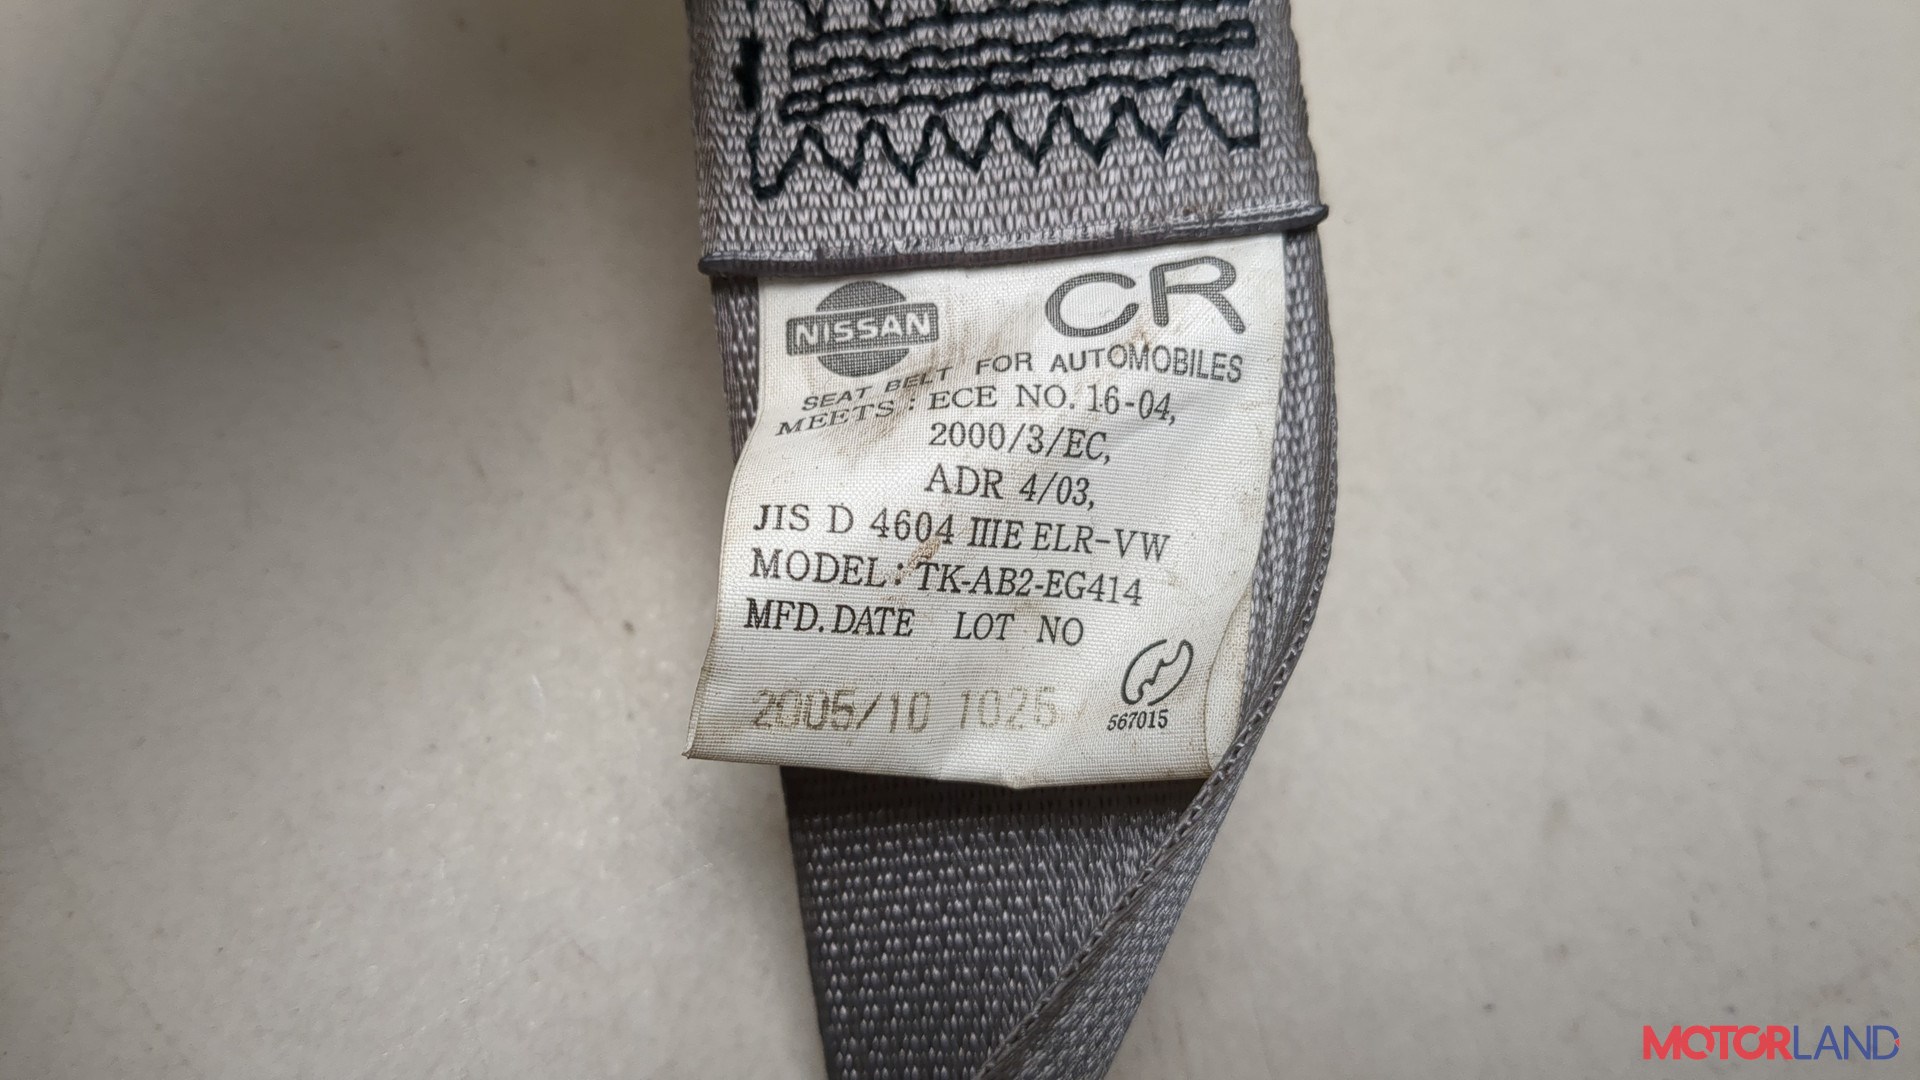 NISSAN CR
SEAT BELT FOR AUTOMOBILES
MEETS : ECE NO. 16-04,
2000/3/EC,
ADR 4/03,
JIS D 4604 IIIE ELR-VW
MODEL: TK-AB2-EG414
MFD. DATE LOT NO
2005/10 1025
567015
MOTORLAND